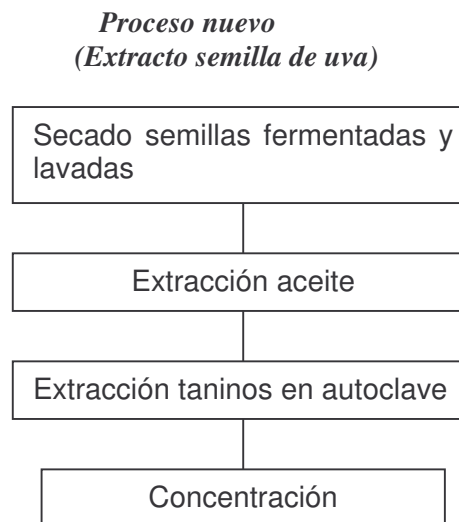 Proceso nuevo
(Extracto semilla de uva)
Secado semillas fermentadas y
lavadas
Extracción aceite
Extracción taninos en autoclave
Concentración